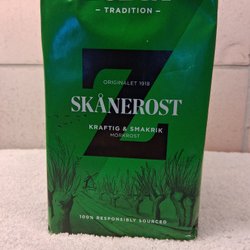 — TRADITION —
ORIGINALET 1918
Z
SKÅNEROST
KRAFTIG & SMAKRIK
MÖRKROST
100% RESPONSIBLY SOURCED